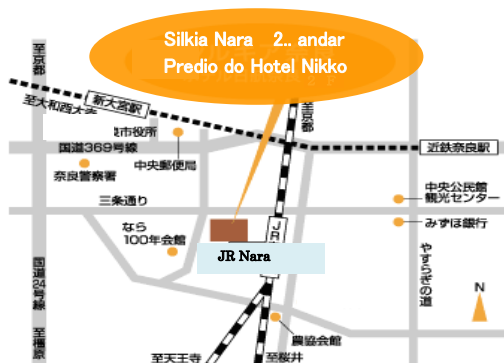 Silkia Nara 2.. andar
Predio do Hotel Nikko
至京都
至京都
新大宮駅
至大和西大
市役所
国道369号線
中央郵便局
近鉄奈良駅
奈良警察署
三条通り
中央公民館
観光センター
なら
100年会館
みずほ銀行
JR
JR Nara
やすらぎの道
国道24号線
N
農協会館
至橿原
至天王寺
至桜井